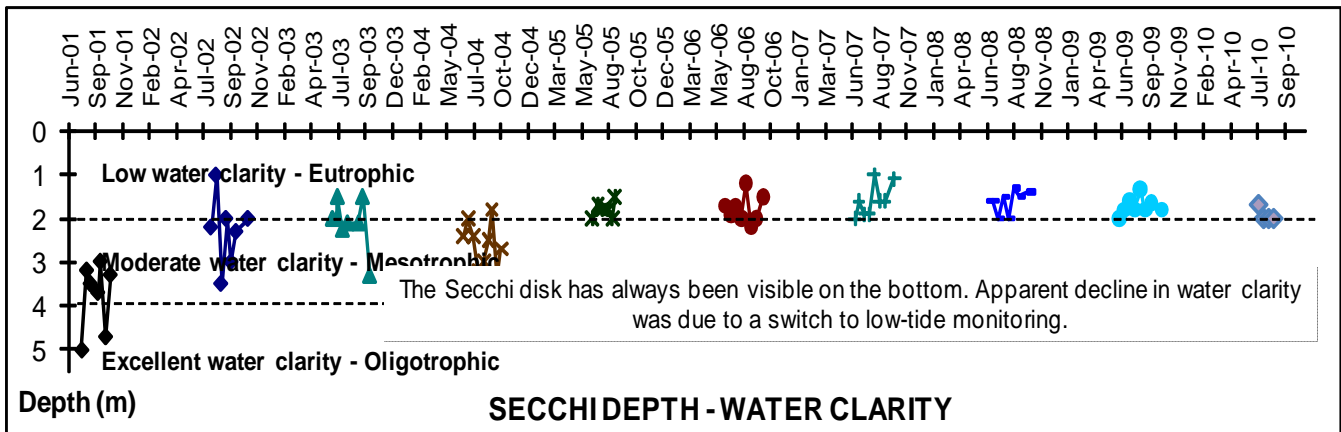 Jun-01 Sep-01 Nov-01 Feb-02 Apr-02 Jul-02 Sep-02 Nov-02 Feb-03 Apr-03 Jul-03 Sep-03 Dec-03 Feb-04 May-04 Jul-04 Oct-04 Dec-04 Mar-05 May-05 Aug-05 Oct-05 Dec-05 Mar-06 May-06 Aug-06 Oct-06 Jan-07 Mar-07 Jun-07 Aug-07 Nov-07 Jan-08 Mar-08 Jun-08 Aug-08 Nov-08 Jan-09 Mar-09 Jun-09 Sep-09 Nov-09 Feb-10 Apr-10 Jul-10 Sep-10
0
1
Low water clarity - Eutrophic
2
3
Moderate water clarity - Mesotrophic
The Secchi disk has always been visible on the bottom. Apparent decline in water clarity
4
was due to a switch to low-tide monitoring.
5
Excellent water clarity - Oligotrophic
Depth (m)
SECCHI DEPTH - WATER CLARITY